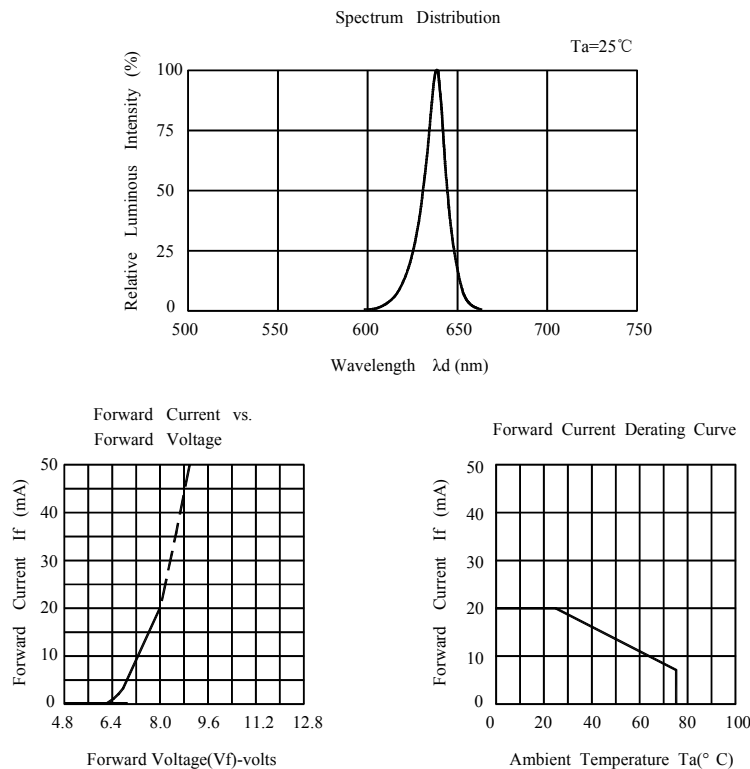 Spectrum Distribution
Ta=25℃
Relative Luminous Intensity (%)
100
75
50
25
0
500 550 600 650 700 750
Wavelength λd (nm)
Forward Current vs.
Forward Voltage
Forward Current If (mA)
50
40
30
20
10
0
4.8 6.4 8.0 9.6 11.2 12.8
Forward Voltage(Vf)-volts
Forward Current Derating Curve
Forward Current If (mA)
50
40
30
20
10
0
0 20 40 60 80 100
Ambient Temperature Ta(° C)